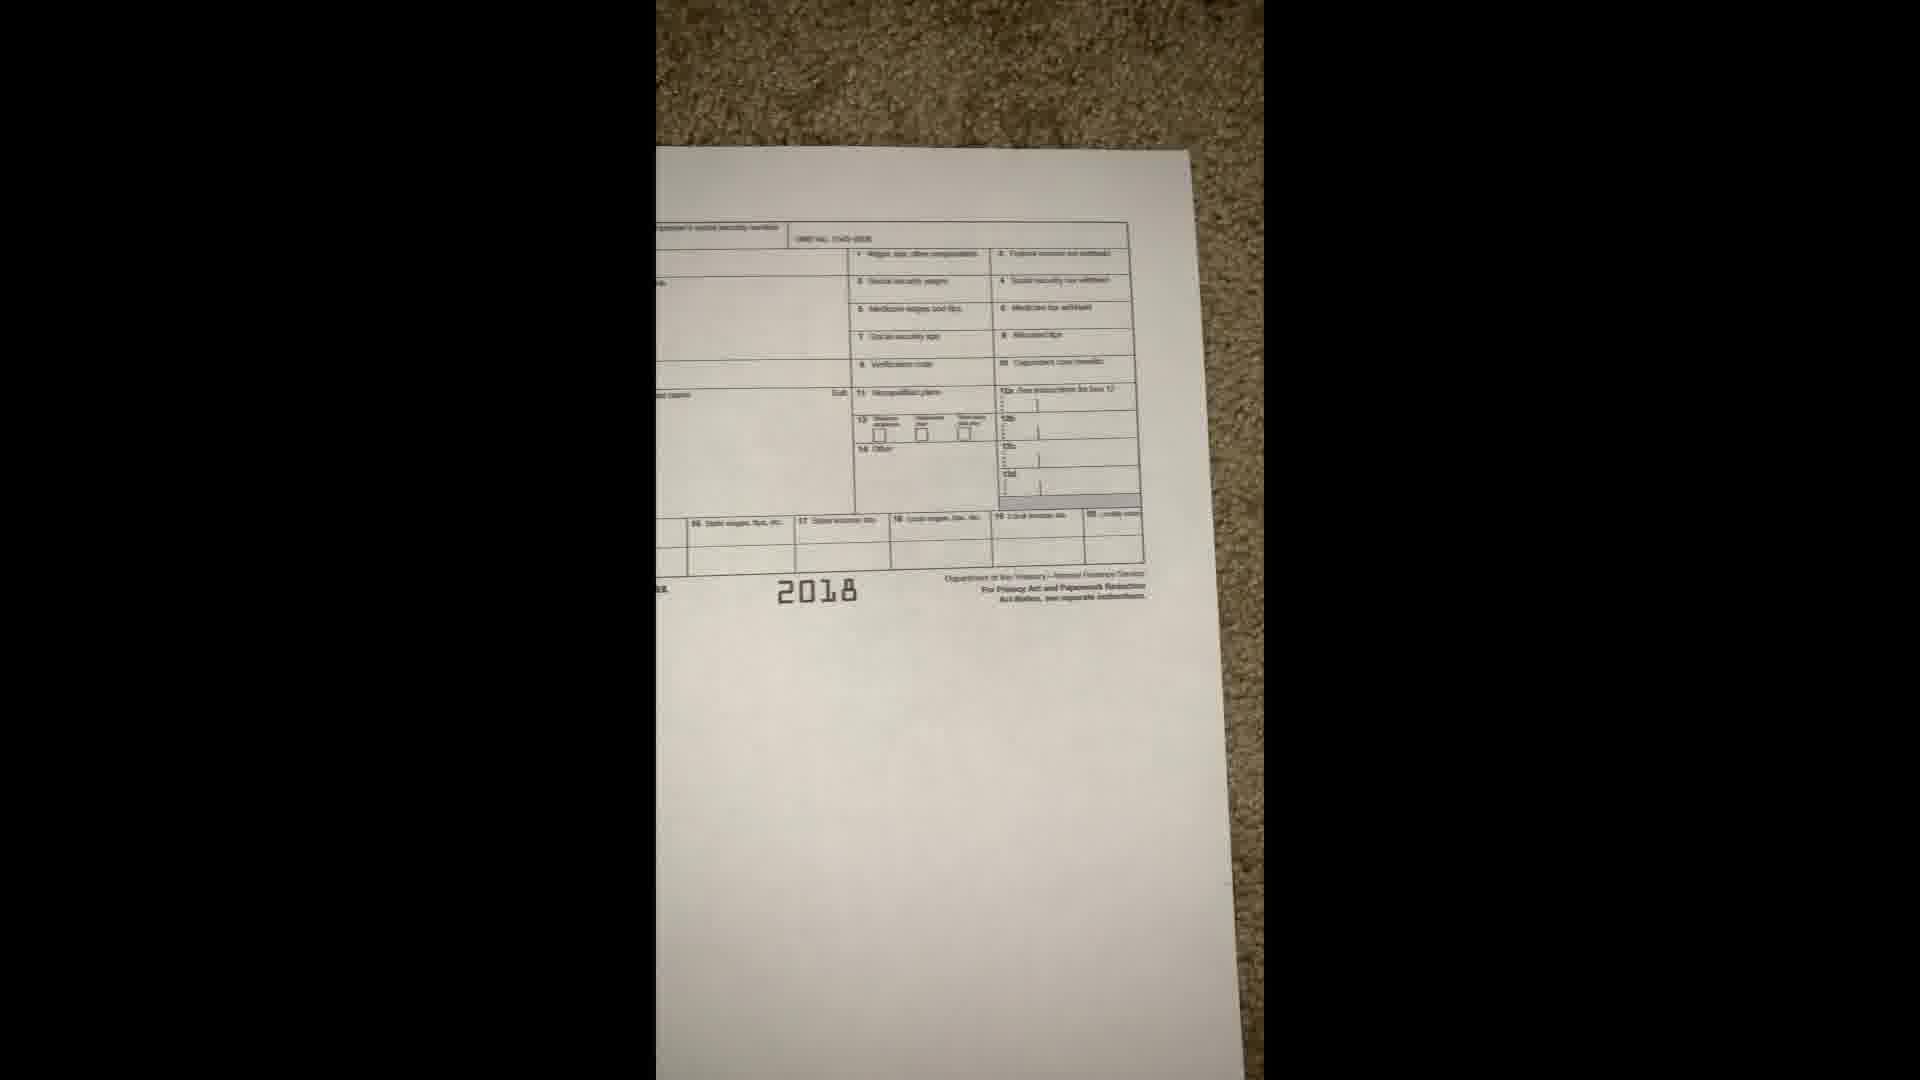 employee's social security number
OMB No. 1545-0008
1 Wages, tips, other compensation
2 Federal income tax withheld
3 Social security wages
4 Social security tax withheld
5 Medicare wages and tips
6 Medicare tax withheld
7 Social security tips
8 Allocated tips
9 Verification code
10 Dependent care benefits
Suff.
11 Nonqualified plans
12a See instructions for box 12
13 Statutory employee
Retirement plan
Third-party sick pay
12b
12c
14 Other
12d
16 State wages, tips, etc.
17 State income tax
18 Local wages, tips, etc.
19 Local income tax
20 Locality name
2018
Department of the Treasury—Internal Revenue Service
For Privacy Act and Paperwork Reduction
Act Notice, see separate instructions.